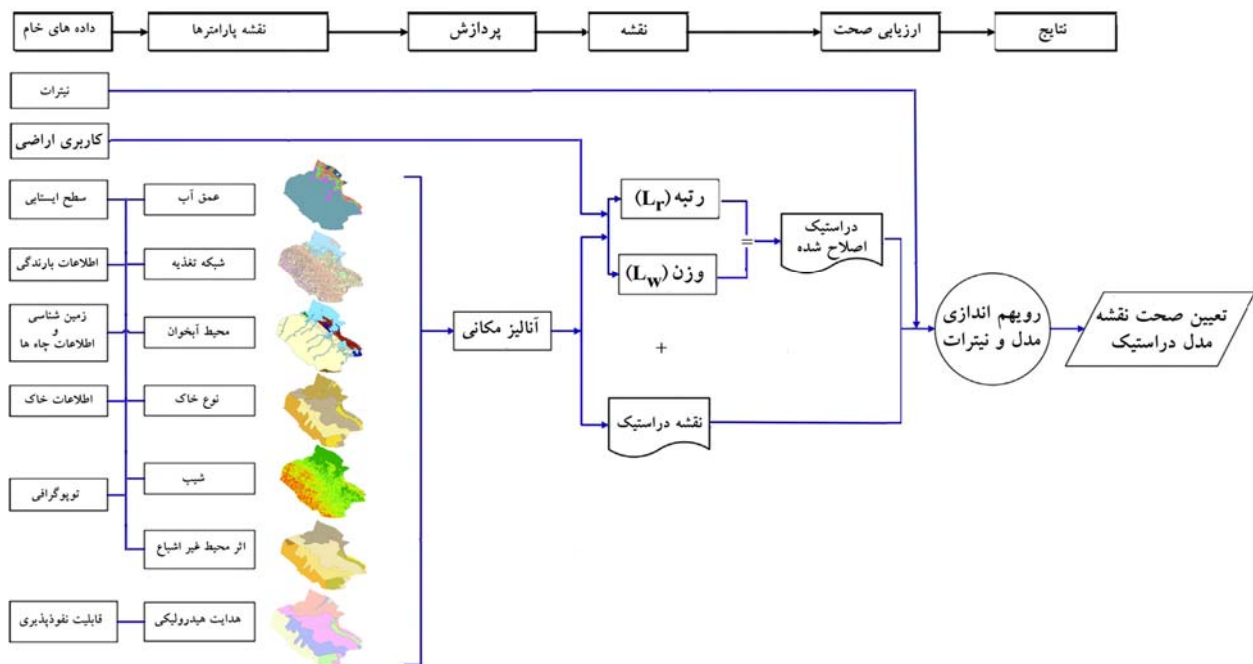 داده های خام
نقشه پارامترها
پردازش
نقشه
ارزیابی صحت
نتایج
نیترات
کاربری اراضی
سطح ایستابی
عمق آب
اطلاعات بارندگی
شبکه تغذیه
زمین شناسی
و
اطلاعات چاه ها
محیط آبخوان
اطلاعات خاک
نوع خاک
توپوگرافی
شیب
اثر محیط غیر اشباع
قابلیت نفوذپذیری
هدایت هیدرولیکی
آنالیز مکانی
رتبه (Lr)
وزن (Lw)
=
+
دراستیک
اصلاح شده
نقشه دراستیک
رویهم اندازی
مدل و نیترات
تعیین صحت نقشه
مدل دراستیک